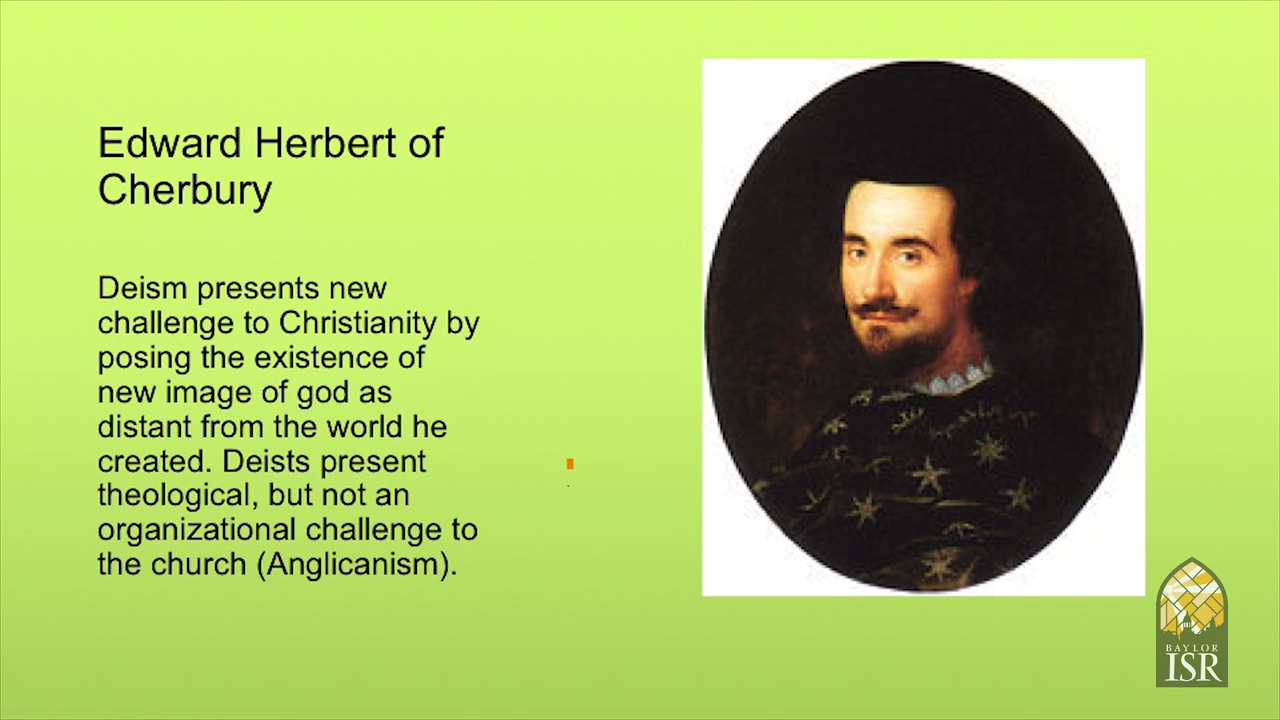 Edward Herbert of
Cherbury
Deism presents new
challenge to Christianity by
posing the existence of
new image of god as
distant from the world he
created. Deists present
theological, but not an
organizational challenge to
the church (Anglicanism).
BAYLOR
ISR